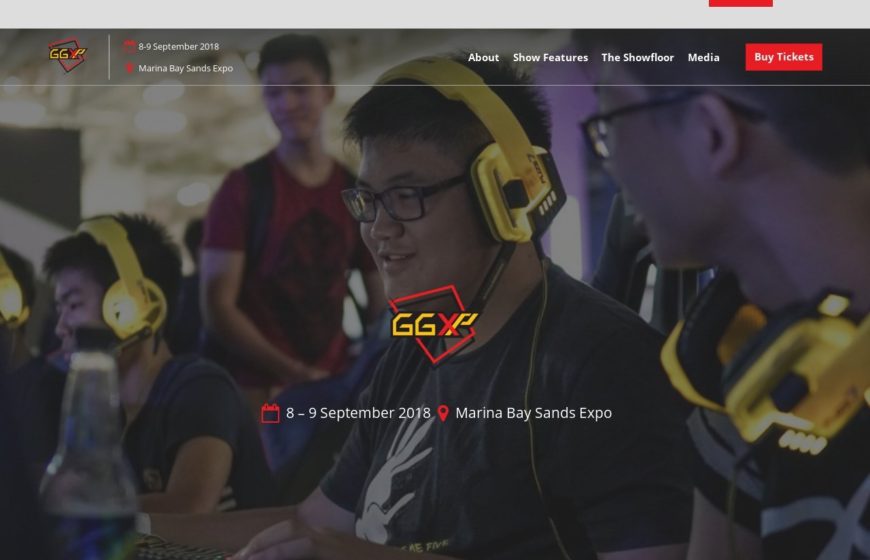 GGXP
8-9 September 2018
Marina Bay Sands Expo
About Show Features The Showfloor Media Buy Tickets
GGXP
8 – 9 September 2018 Marina Bay Sands Expo